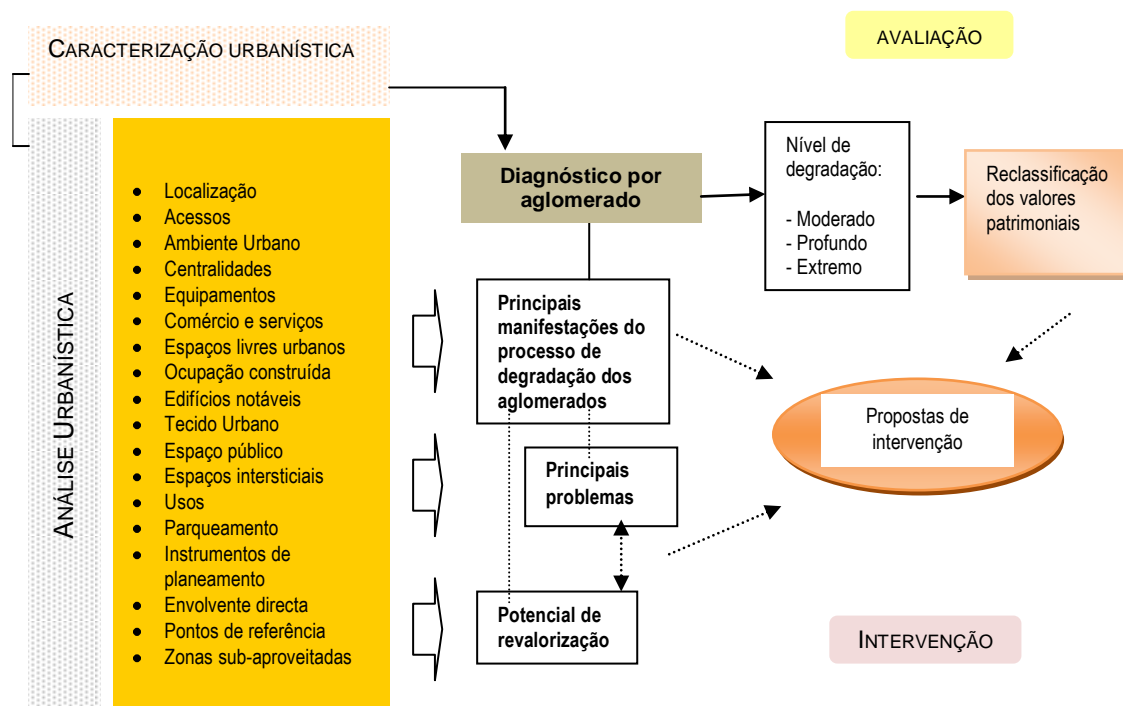 CARACTERIZAÇÃO URBANÍSTICA
AVALIAÇÃO
ANÁLISE URBANÍSTICA
• Localização
• Acessos
• Ambiente Urbano
• Centralidades
• Equipamentos
• Comércio e serviços
• Espaços livres urbanos
• Ocupação construída
• Edifícios notáveis
• Tecido Urbano
• Espaço público
• Espaços intersticiais
• Usos
• Parqueamento
• Instrumentos de
planeamento
• Envolvente directa
• Pontos de referência
• Zonas sub-aproveitadas
Diagnóstico por
aglomerado
Nível de
degradação:
- Moderado
- Profundo
- Extremo
Reclassificação
dos valores
patrimoniais
Principais
manifestações do
processo de
degradação dos
aglomerados
Principais
problemas
Potencial de
revalorização
Propostas de
intervenção
INTERVENÇÃO